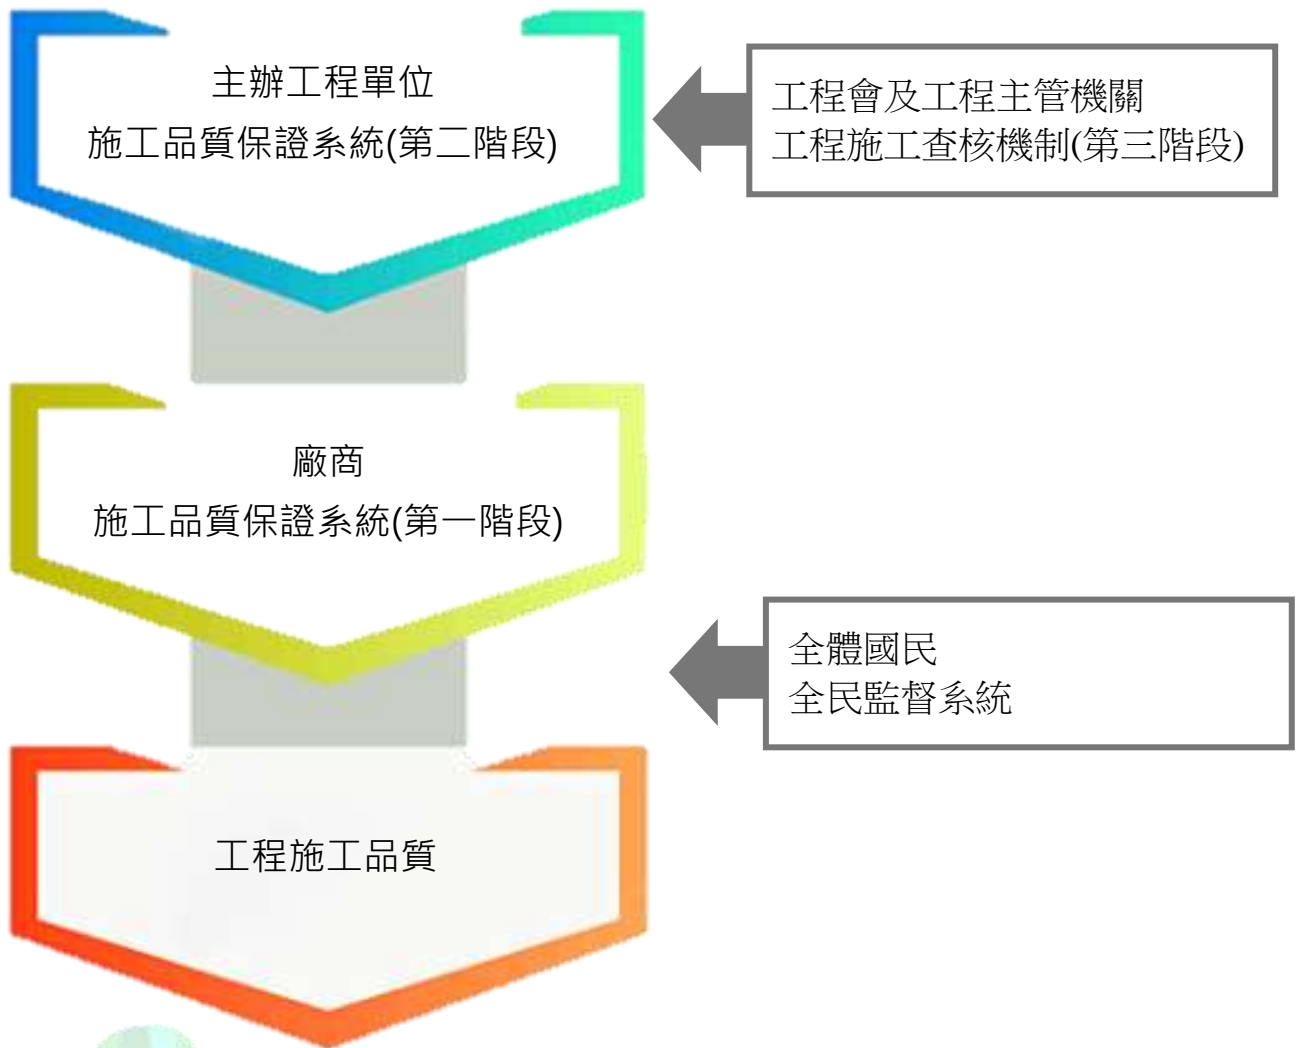 主辦工程單位
施工品質保證系統(第二階段)
工程會及工程主管機關
工程施工查核機制(第三階段)
廠商
施工品質保證系統(第一階段)
全體國民
全民監督系統
工程施工品質